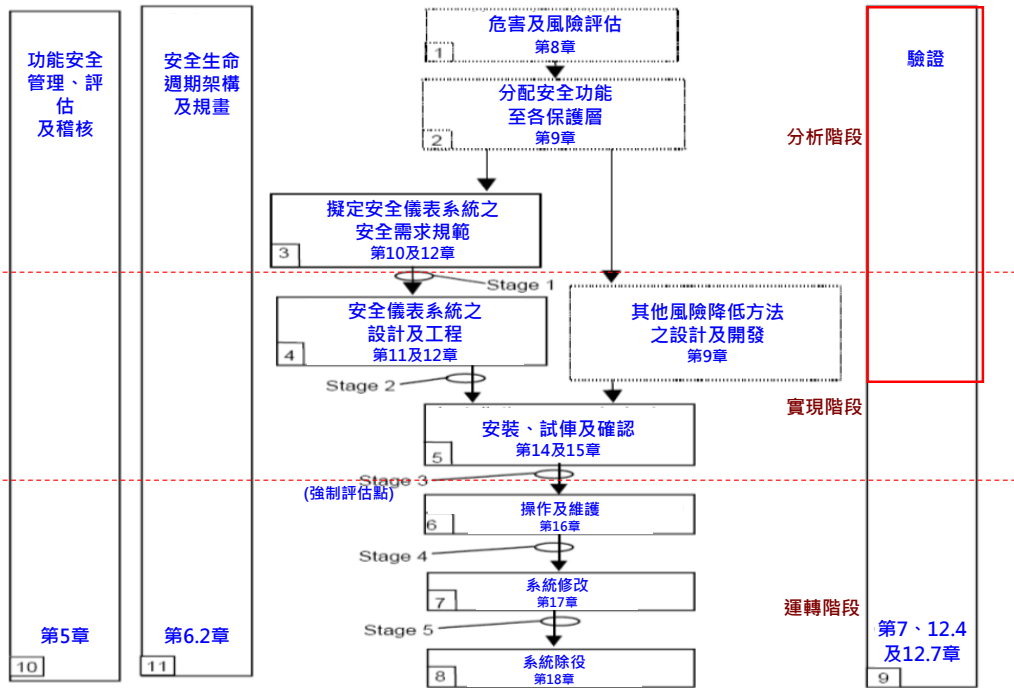 功能安全
管理、評
估
及稽核
第5章
10
安全生命
週期架構
及規畫
第6.2章
11
危害及風險評估
第8章
1
分配安全功能
至各保護層
第9章
2
擬定安全儀表系統之
安全需求規範
第10及12章
3
Stage 1
安全儀表系統之
設計及工程
第11及12章
4
其他風險降低方法
之設計及開發
第9章
Stage 2
安裝、試俥及確認
第14及15章
5
Stage 3
(強制評估點)
操作及維護
第16章
6
Stage 4
系統修改
第17章
7
Stage 5
系統除役
第18章
8
分析階段
實現階段
運轉階段
驗證
第7、12.4
及12.7章
9